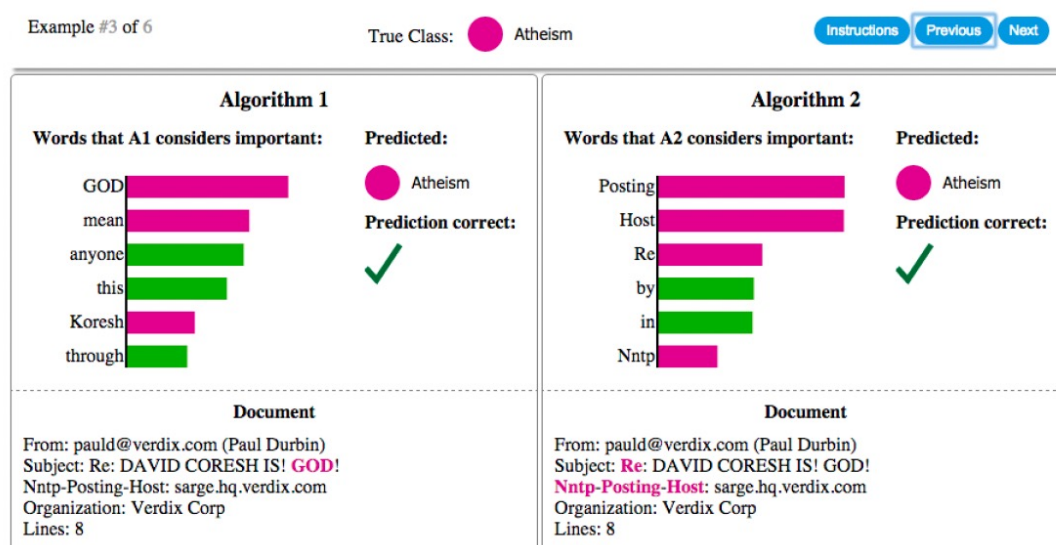 Example #3 of 6
True Class: Atheism
Instructions Previous Next
Algorithm 1
Words that A1 considers important: Predicted:
GOD
mean
anyone
this
Koresh
through
Atheism
Prediction correct:
Document
From: pauld@verdix.com (Paul Durbin)
Subject: Re: DAVID CORESH IS! GOD!
Nntp-Posting-Host: sarge.hq.verdix.com
Organization: Verdix Corp
Lines: 8
Algorithm 2
Words that A2 considers important: Predicted:
Posting
Host
Re
by
in
Nntp
Atheism
Prediction correct:
Document
From: pauld@verdix.com (Paul Durbin)
Subject: Re: DAVID CORESH IS! GOD!
Nntp-Posting-Host: sarge.hq.verdix.com
Organization: Verdix Corp
Lines: 8